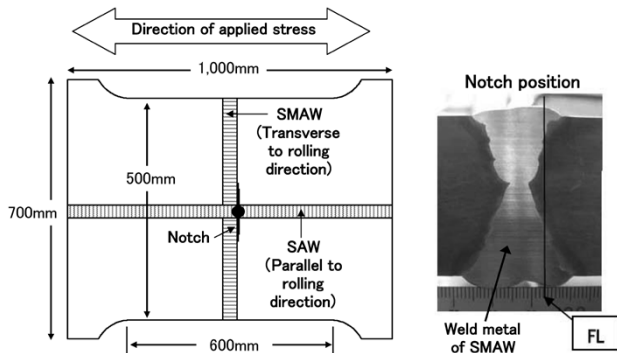 Direction of applied stress
1,000mm
SMAW
(Transverse
to rolling
direction)
500mm
700mm
Notch
SAW
(Parallel to
rolling
direction)
600mm
Notch position
Weld metal
of SMAW
FL